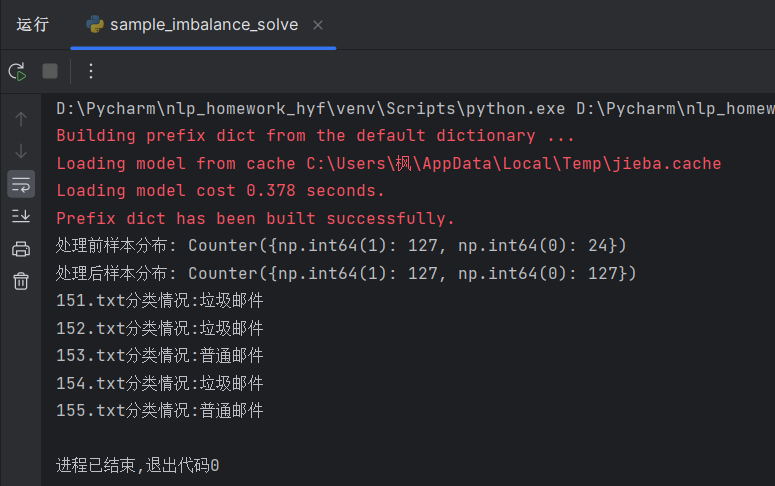 运行
sample_imbalance_solve
D:\Pycharm\nlp_homework_hyf\venv\Scripts\python.exe D:\Pycharm\nlp_homew
Building prefix dict from the default dictionary ...
Loading model from cache C:\Users\枫\AppData\Local\Temp\jieba.cache
Loading model cost 0.378 seconds.
Prefix dict has been built successfully.
处理前样本分布: Counter({np.int64(1): 127, np.int64(0): 24})
处理后样本分布: Counter({np.int64(1): 127, np.int64(0): 127})
151.txt分类情况:垃圾邮件
152.txt分类情况:垃圾邮件
153.txt分类情况:普通邮件
154.txt分类情况:垃圾邮件
155.txt分类情况:普通邮件
进程已结束,退出代码0